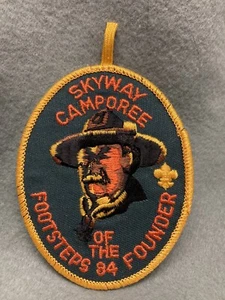 SKYWAY
CAMPOREE
FOOTSTEPS
OF
THE
84
FOUNDER